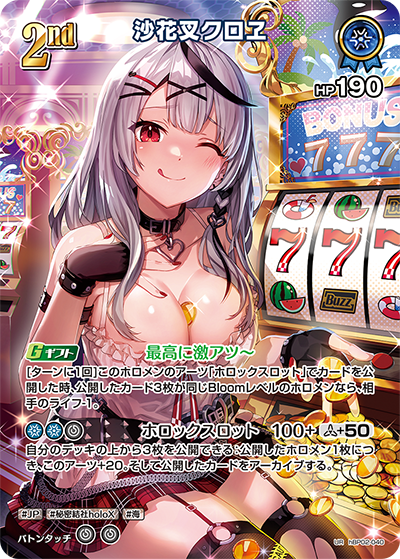 2nd
沙花叉クロヱ
HP 190
BONUS
777
7 7 7
Buzz
Buzz
G ギフト 最高に激アツ~
[ターンに1回]このホロメンのアーツ「ホロックスロット」でカードを公
開した時、公開したカード3枚が同じBloomレベルのホロメンなら、相
手のライフ-1。
ホロックスロット 100+ +50
自分のデッキの上から3枚を公開できる:公開したホロメン1枚につ
き、このアーツ+20。そして公開したカードをアーカイブする。
#JP #秘密結社holoX #海
バトンタッチ
UR hBP02-040